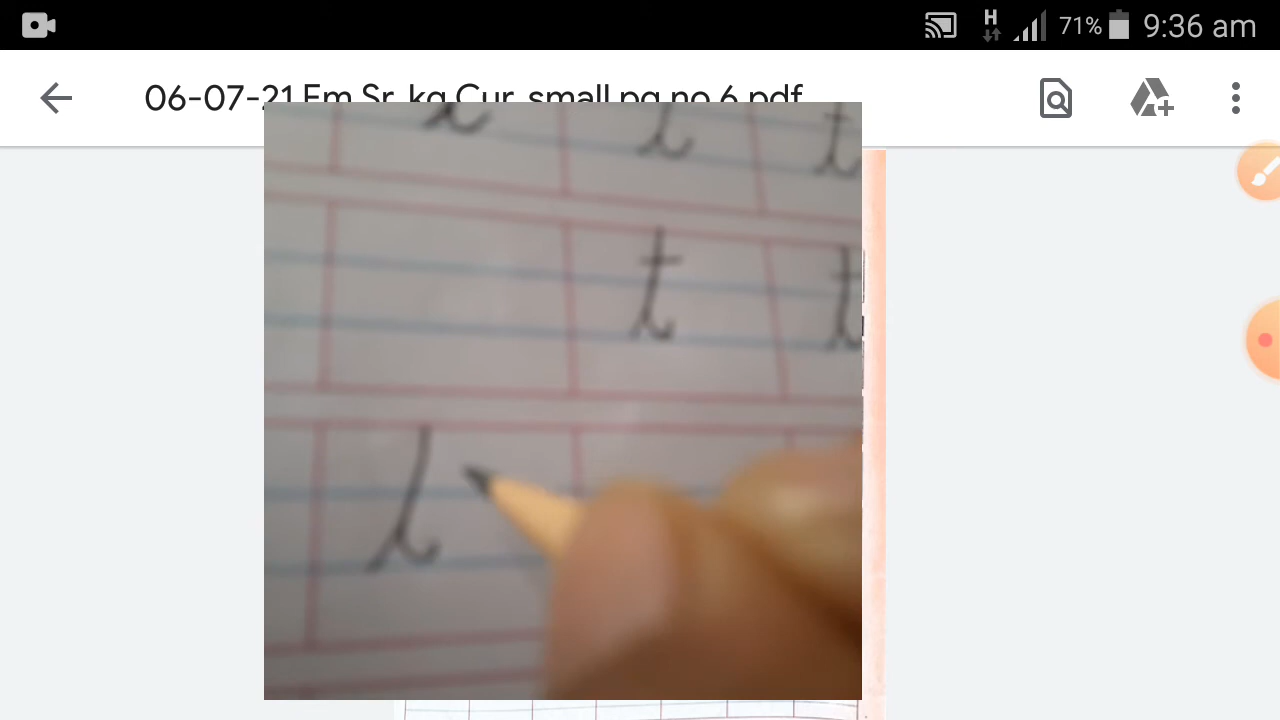 H 71% 9:36 am
06-07-21 Em Sr. kg Cur. small pg no 6.pdf
t t
t t